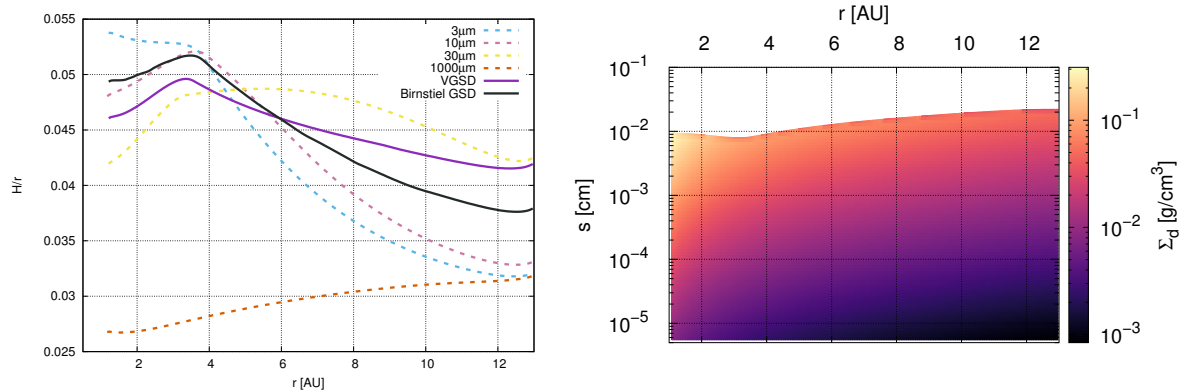 0.055
0.05
0.045
0.04
0.035
0.03
0.025
H/r
2
4
6
8
10
12
r [AU]
3μm
10μm
30μm
1000μm
VGSD
Birnstiel GSD
r [AU]
2
4
6
8
10
12
10⁻¹
10⁻²
10⁻³
10⁻⁴
10⁻⁵
s [cm]
10⁻¹
10⁻²
10⁻³
Σ_d [g/cm³]